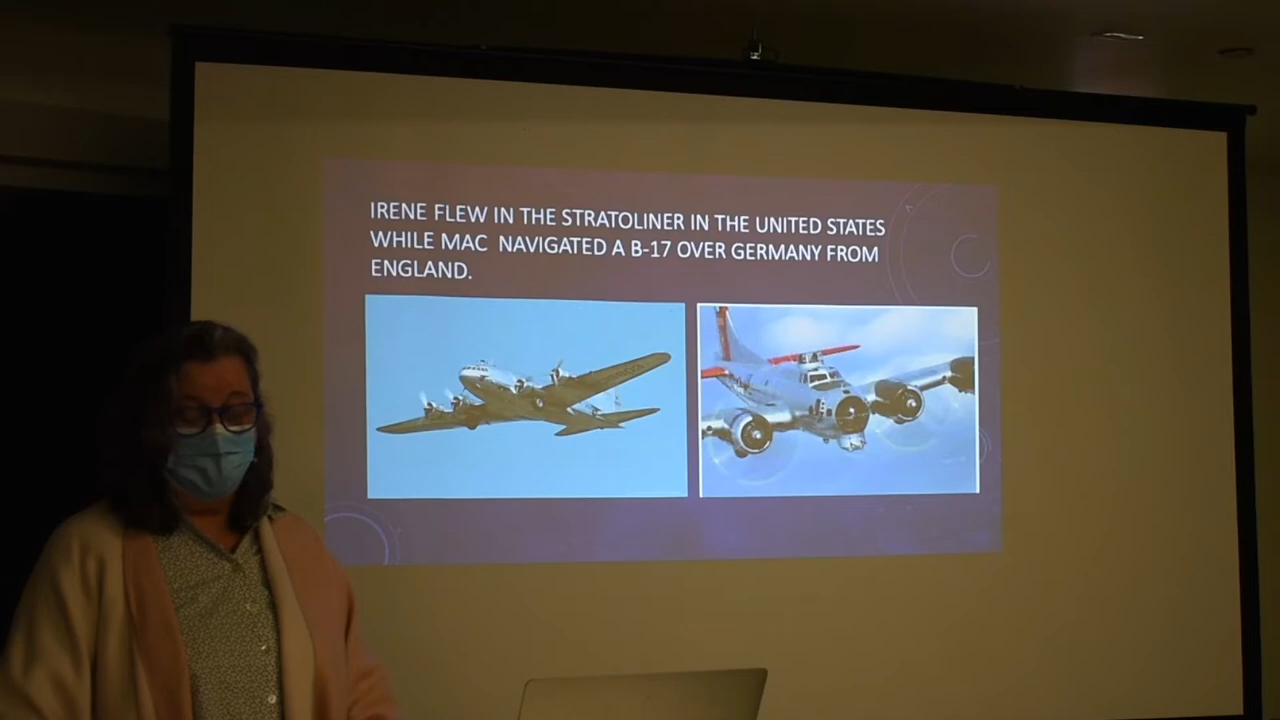 IRENE FLEW IN THE STRATOLINER IN THE UNITED STATES
WHILE MAC NAVIGATED A B-17 OVER GERMANY FROM
ENGLAND.